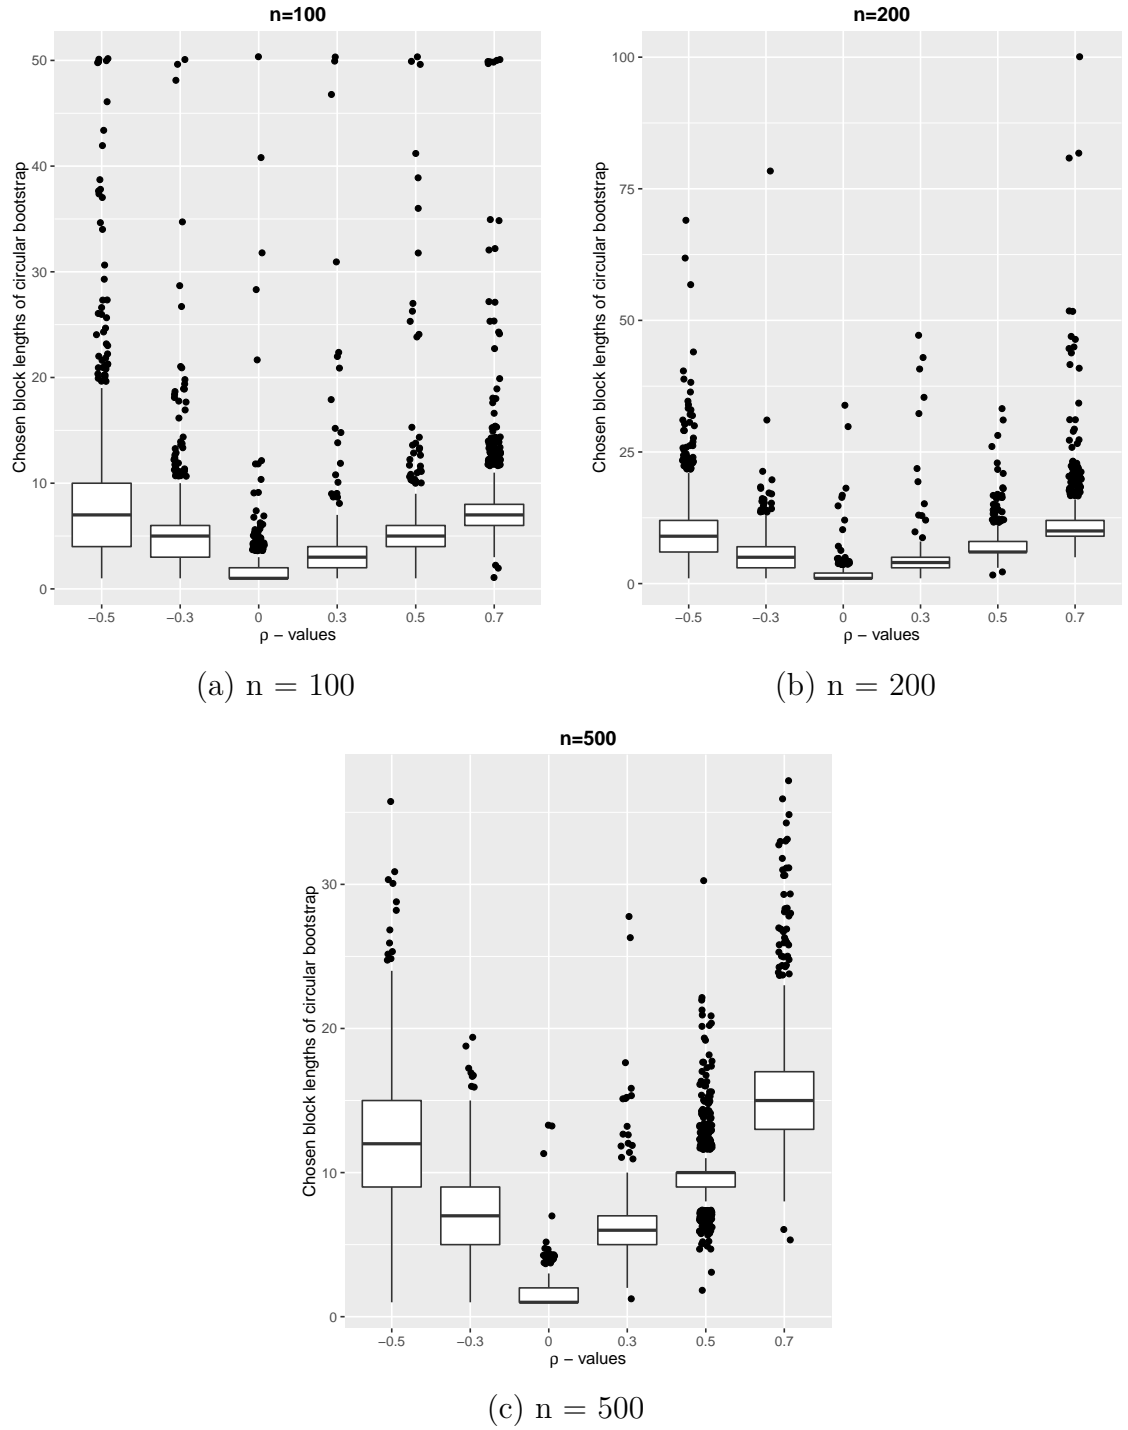 n=100
Chosen block lengths of circular bootstrap
50
40
30
20
10
0
−0.5 −0.3 0 0.3 0.5 0.7
ρ − values
(a) n = 100
n=200
Chosen block lengths of circular bootstrap
100
75
50
25
0
−0.5 −0.3 0 0.3 0.5 0.7
ρ − values
(b) n = 200
n=500
Chosen block lengths of circular bootstrap
30
20
10
0
−0.5 −0.3 0 0.3 0.5 0.7
ρ − values
(c) n = 500